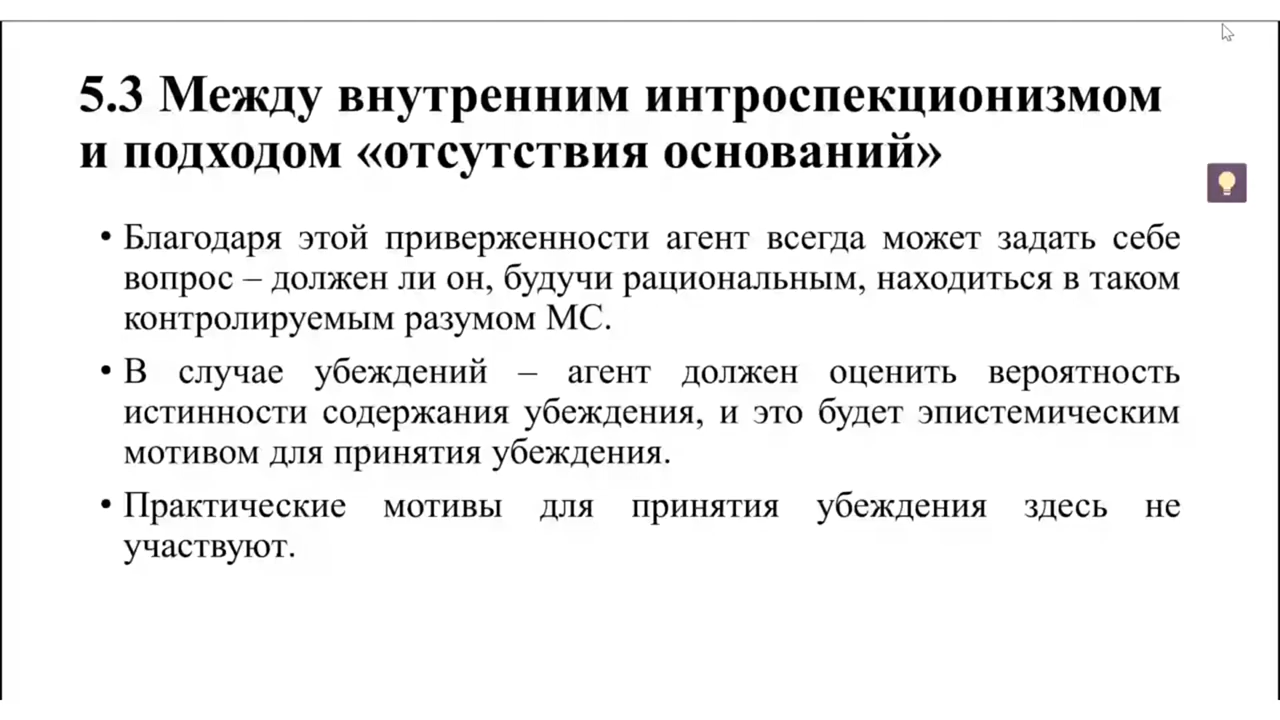 5.3 Между внутренним интроспекционизмом
и подходом «отсутствия оснований»
• Благодаря этой приверженности агент всегда может задать себе
вопрос – должен ли он, будучи рациональным, находиться в таком
контролируемым разумом МС.
• В случае убеждений – агент должен оценить вероятность
истинности содержания убеждения, и это будет эпистемическим
мотивом для принятия убеждения.
• Практические мотивы для принятия убеждения здесь не
участвуют.